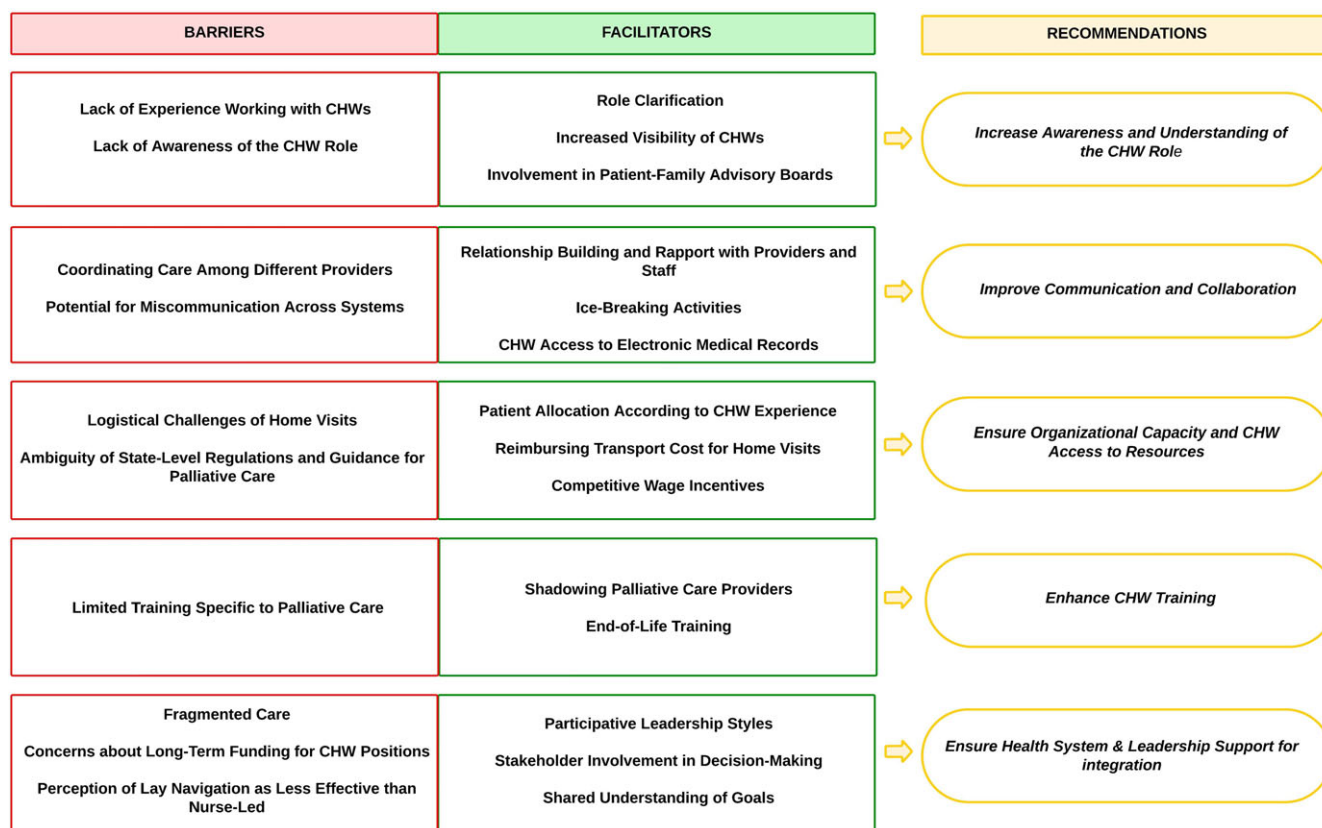 BARRIERS
FACILITATORS
RECOMMENDATIONS
Lack of Experience Working with CHWs
Lack of Awareness of the CHW Role
Role Clarification
Increased Visibility of CHWs
Involvement in Patient-Family Advisory Boards
Increase Awareness and Understanding of
the CHW Role
Coordinating Care Among Different Providers
Potential for Miscommunication Across Systems
Relationship Building and Rapport with Providers and
Staff
Ice-Breaking Activities
CHW Access to Electronic Medical Records
Improve Communication and Collaboration
Logistical Challenges of Home Visits
Ambiguity of State-Level Regulations and Guidance for
Palliative Care
Patient Allocation According to CHW Experience
Reimbursing Transport Cost for Home Visits
Competitive Wage Incentives
Ensure Organizational Capacity and CHW
Access to Resources
Limited Training Specific to Palliative Care
Shadowing Palliative Care Providers
End-of-Life Training
Enhance CHW Training
Fragmented Care
Concerns about Long-Term Funding for CHW Positions
Perception of Lay Navigation as Less Effective than
Nurse-Led
Participative Leadership Styles
Stakeholder Involvement in Decision-Making
Shared Understanding of Goals
Ensure Health System & Leadership Support for
integration